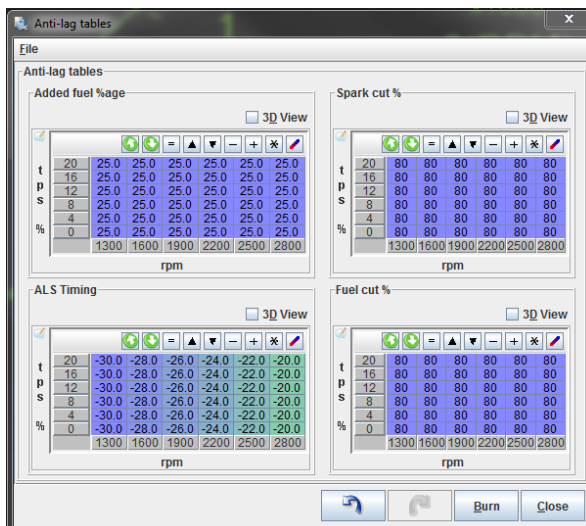 Anti-lag tables
x
File
Anti-lag tables
Added fuel %age
3D View
= − + *
tps %
20 25.0 25.0 25.0 25.0 25.0 25.0
16 25.0 25.0 25.0 25.0 25.0 25.0
12 25.0 25.0 25.0 25.0 25.0 25.0
8 25.0 25.0 25.0 25.0 25.0 25.0
4 25.0 25.0 25.0 25.0 25.0 25.0
0 25.0 25.0 25.0 25.0 25.0 25.0
1300 1600 1900 2200 2500 2800
rpm
Spark cut %
3D View
= − + *
tps %
20 80 80 80 80 80 80
16 80 80 80 80 80 80
12 80 80 80 80 80 80
8 80 80 80 80 80 80
4 80 80 80 80 80 80
0 80 80 80 80 80 80
1300 1600 1900 2200 2500 2800
rpm
ALS Timing
3D View
= − + *
tps %
20 -30.0 -28.0 -26.0 -24.0 -22.0 -20.0
16 -30.0 -28.0 -26.0 -24.0 -22.0 -20.0
12 -30.0 -28.0 -26.0 -24.0 -22.0 -20.0
8 -30.0 -28.0 -26.0 -24.0 -22.0 -20.0
4 -30.0 -28.0 -26.0 -24.0 -22.0 -20.0
0 -30.0 -28.0 -26.0 -24.0 -22.0 -20.0
1300 1600 1900 2200 2500 2800
rpm
Fuel cut %
3D View
= − + *
tps %
20 80 80 80 80 80 80
16 80 80 80 80 80 80
12 80 80 80 80 80 80
8 80 80 80 80 80 80
4 80 80 80 80 80 80
0 80 80 80 80 80 80
1300 1600 1900 2200 2500 2800
rpm
Burn Close